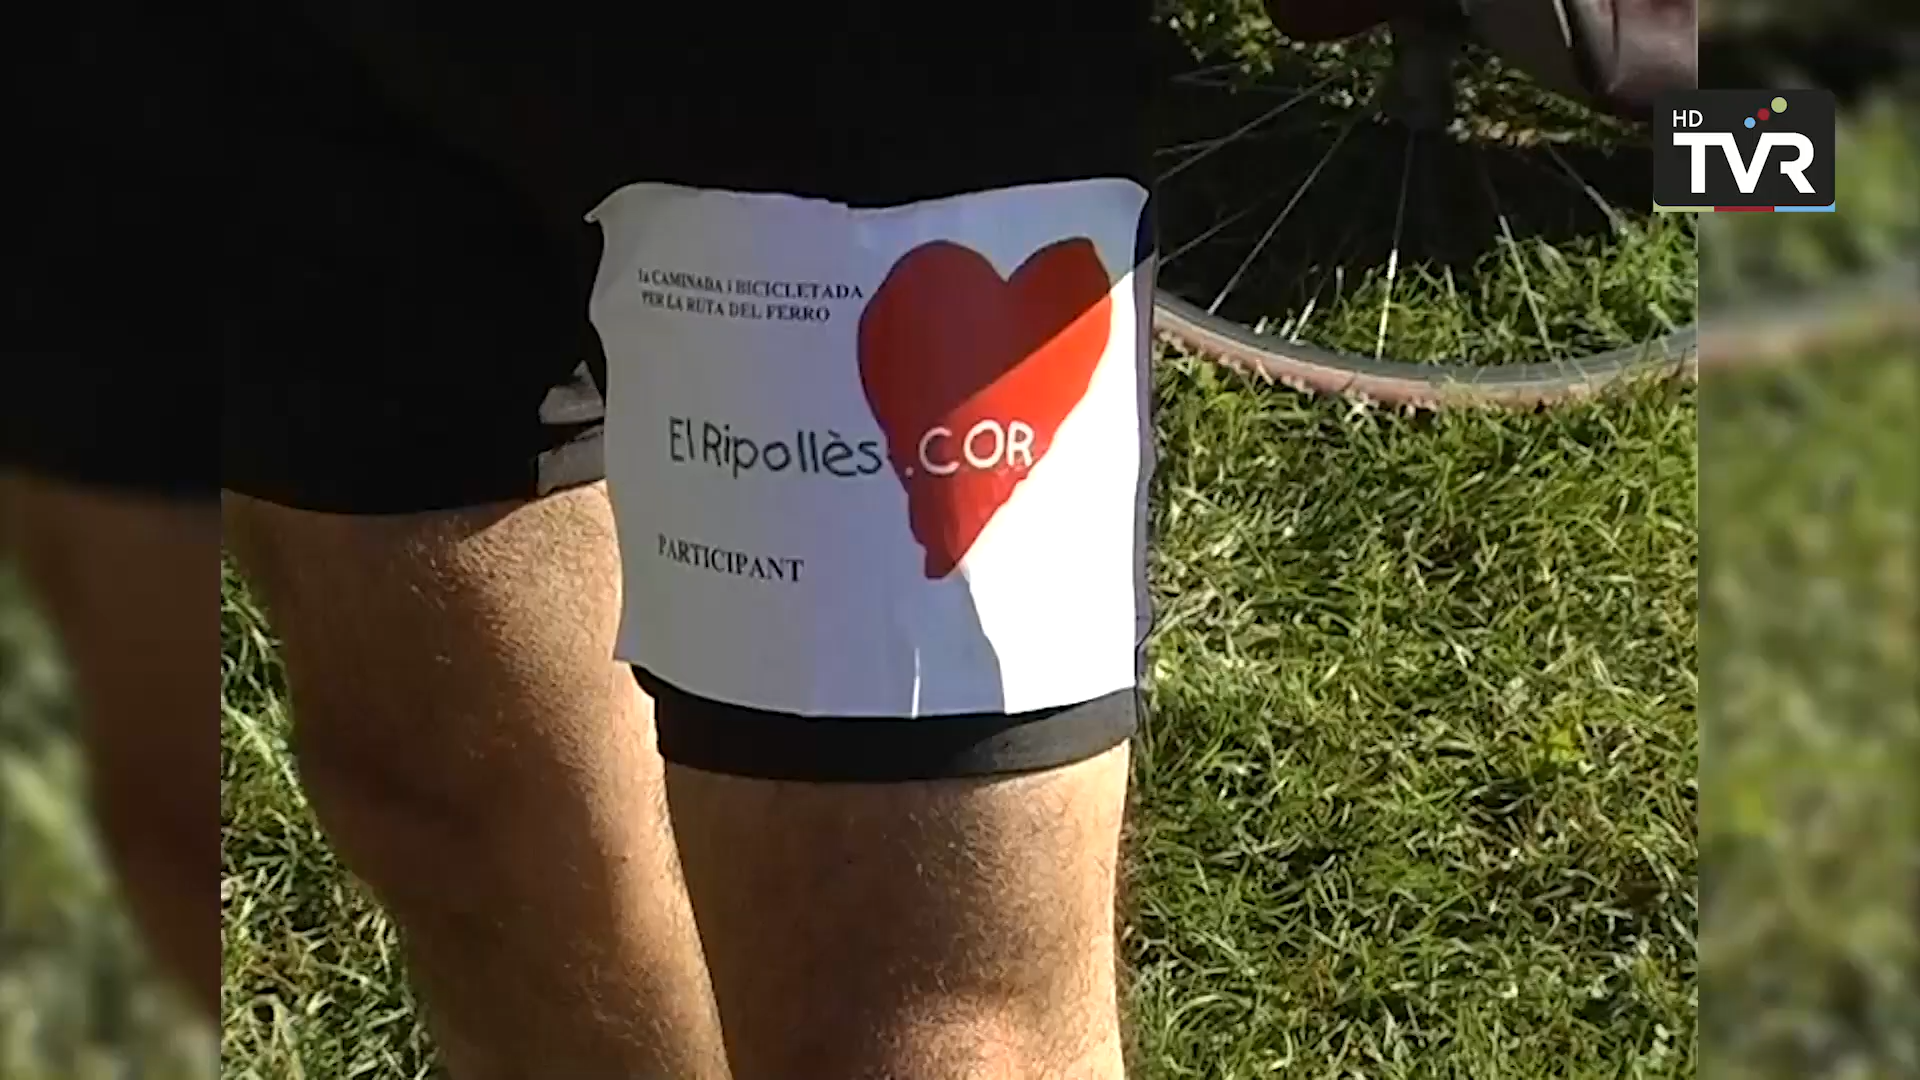 HD
TVR
1a CAMINADA i BICICLETADA
PER LA RUTA DEL FERRO
El Ripollès .COR
PARTICIPANT